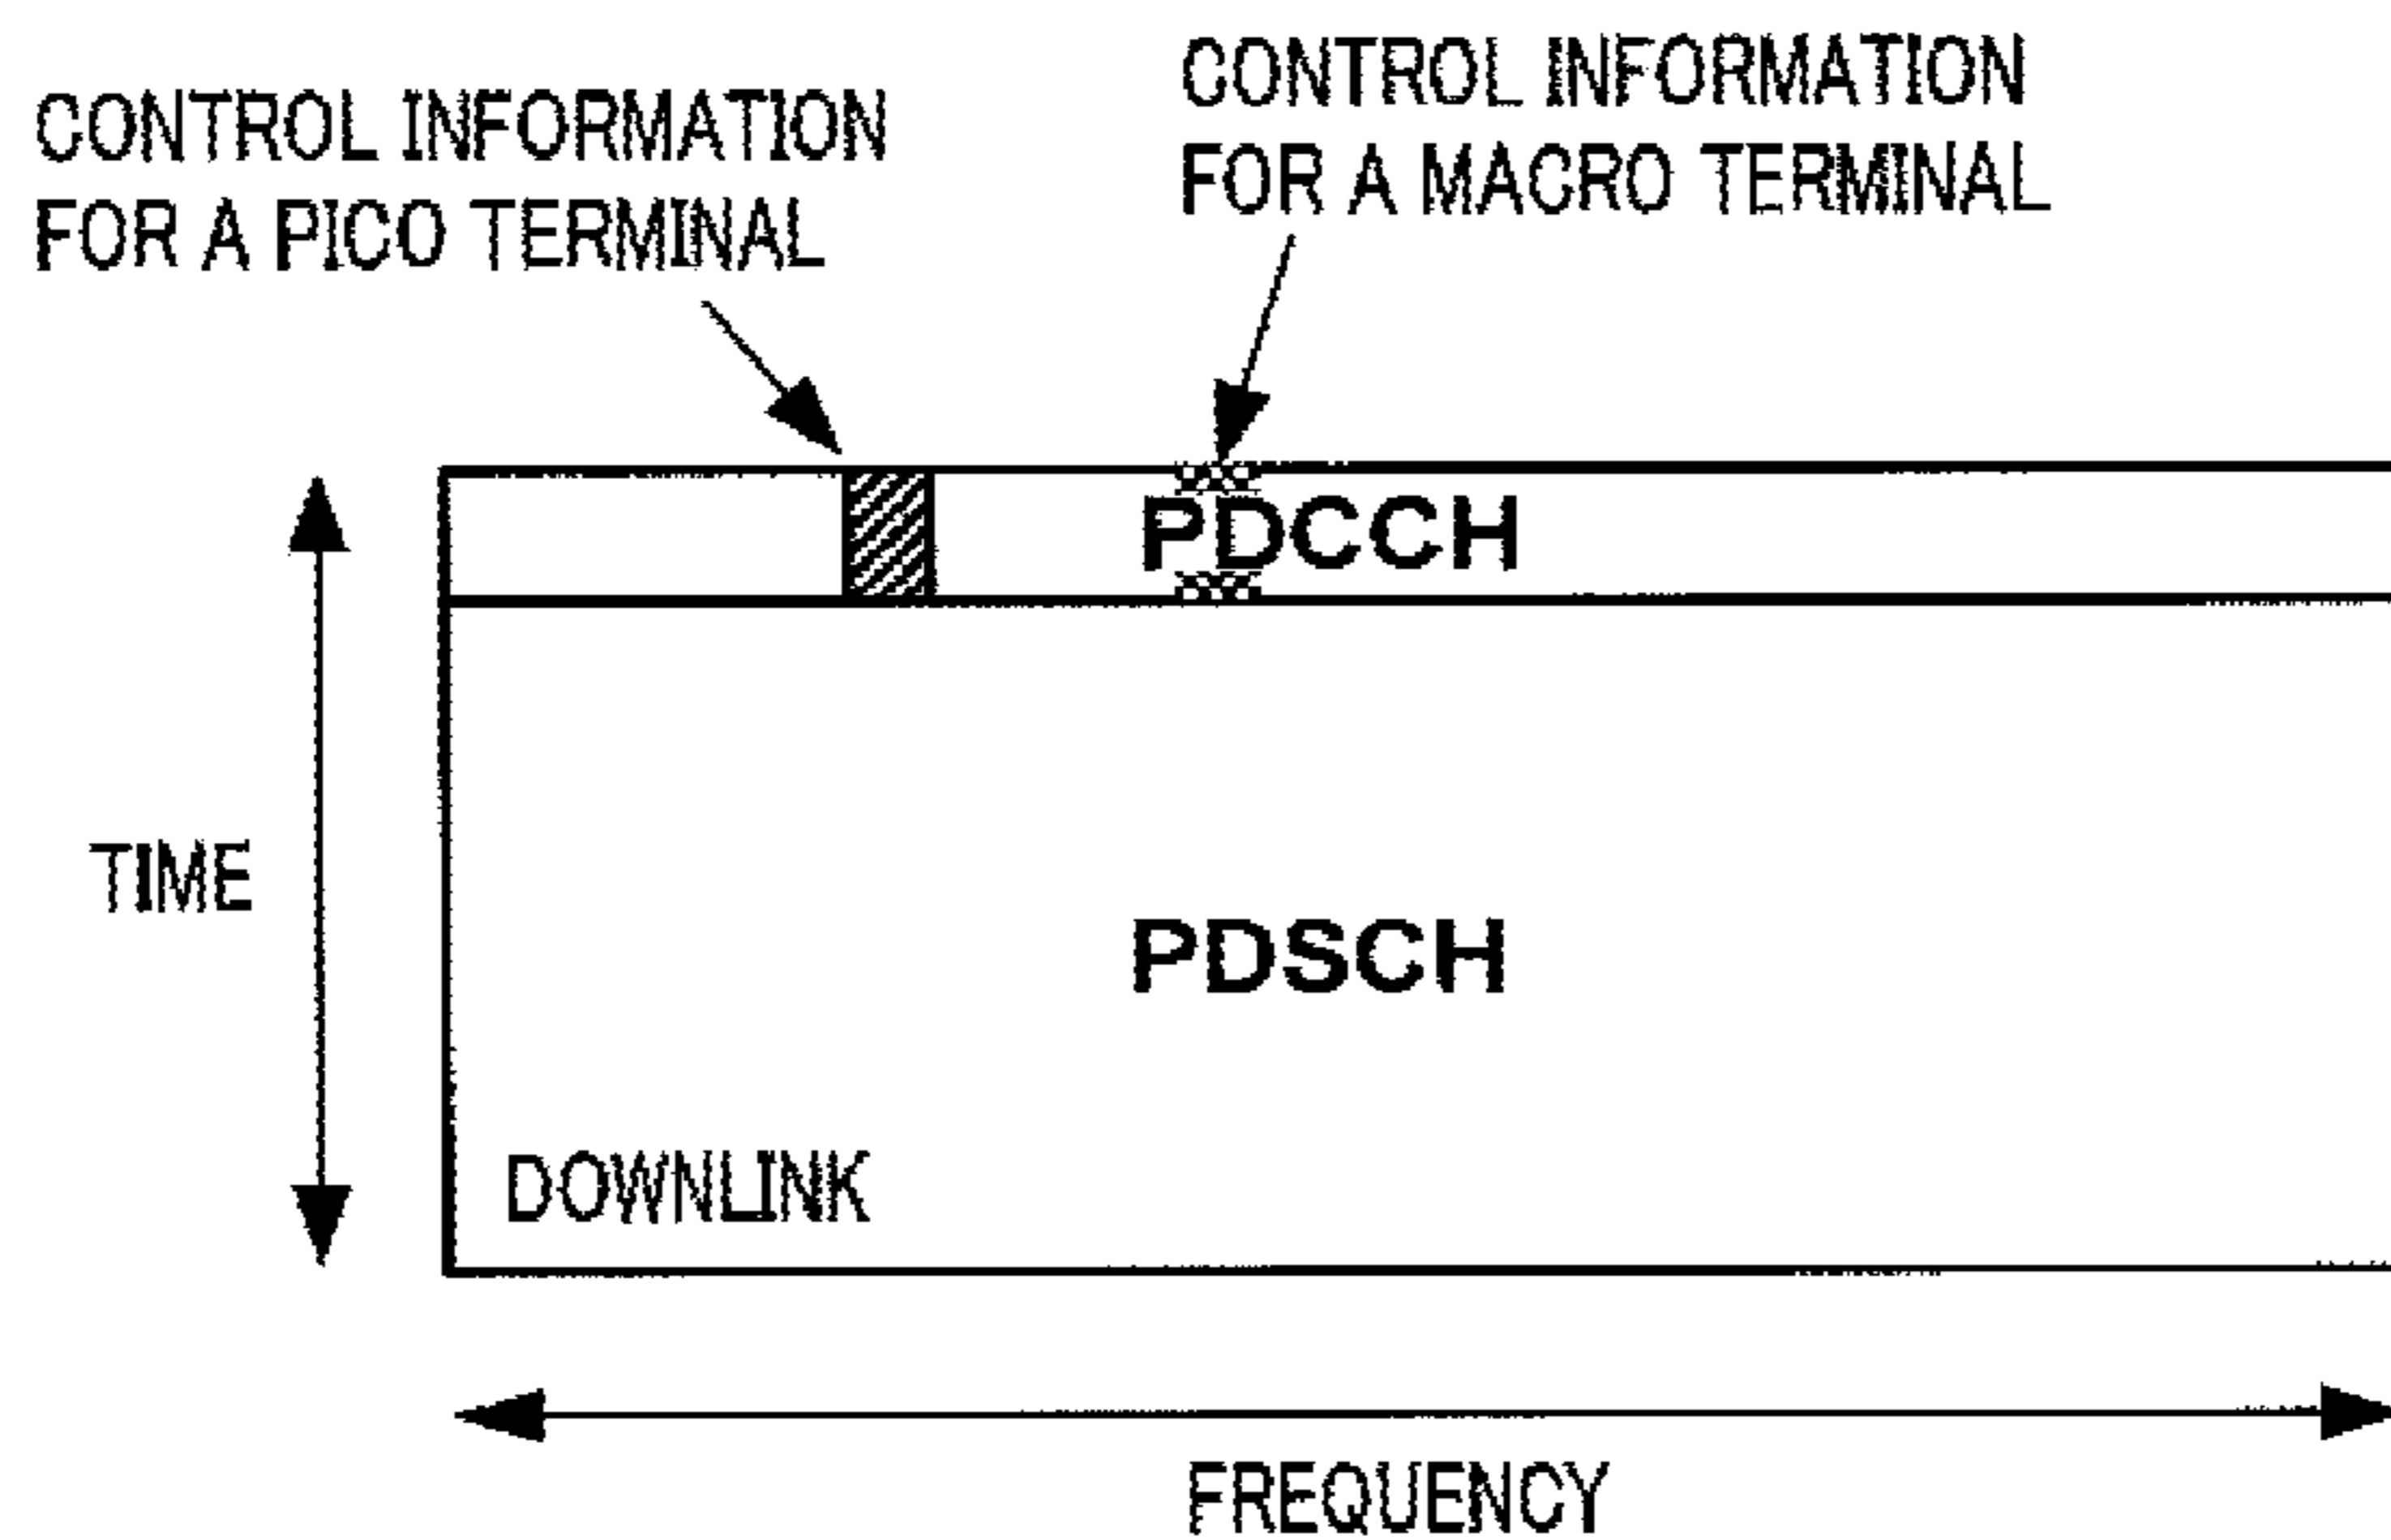 CONTROL INFORMATION
FOR A PICO TERMINAL
CONTROL INFORMATION
FOR A MACRO TERMINAL
PDCCH
TIME
PDSCH
DOWNLINK
FREQUENCY